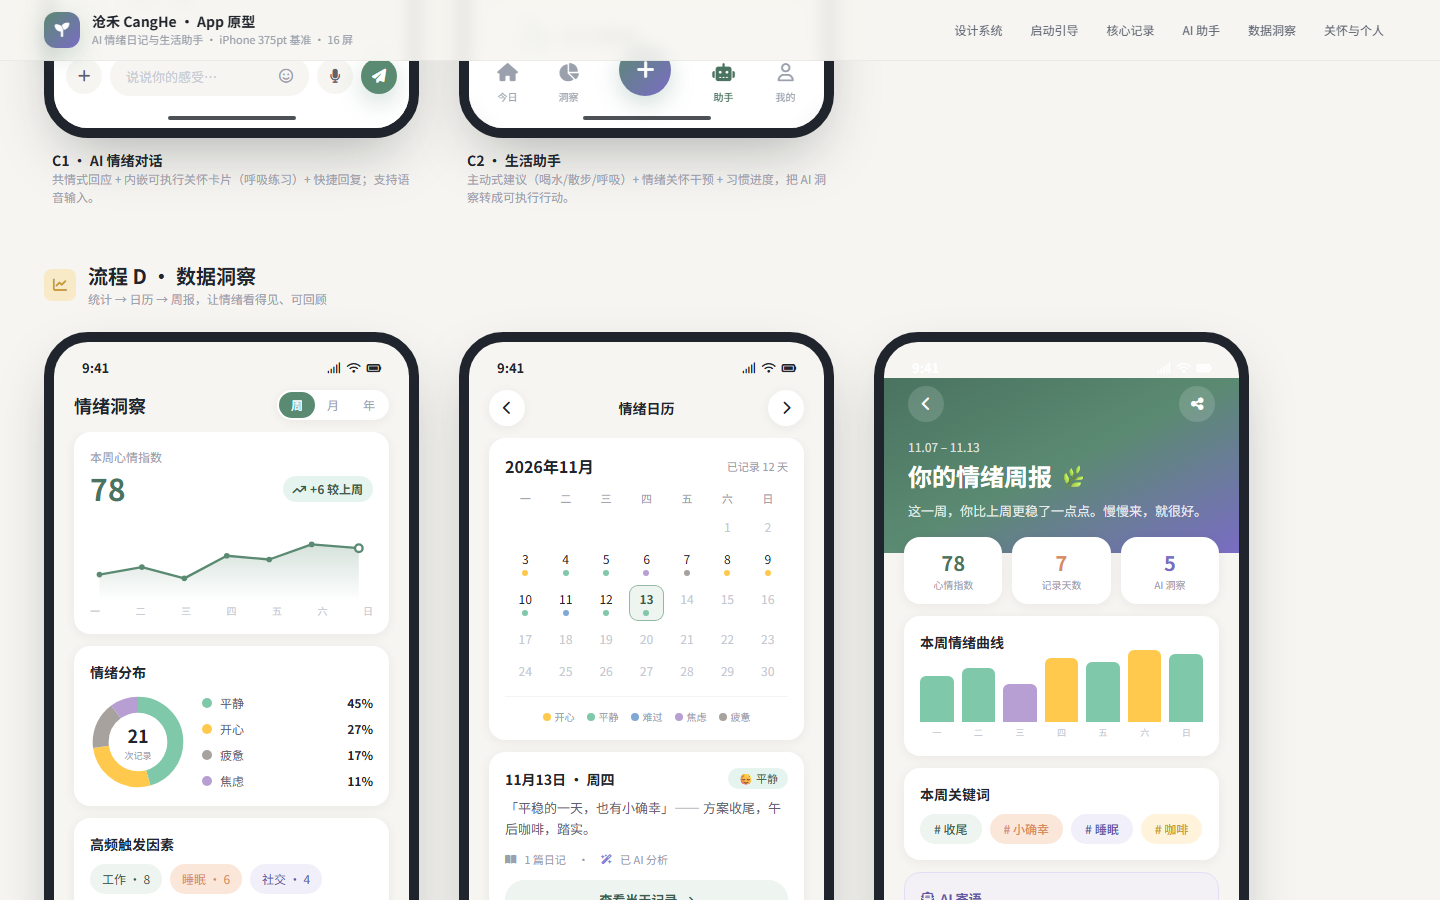 沧禾 CangHe · App 原型
AI 情绪日记与生活助手 · iPhone 375pt 基准 · 16 屏
设计系统
启动引导
核心记录
AI 助手
数据洞察
关怀与个人
说说你的感受…
今日
洞察
助手
我的
C1 · AI 情绪对话
共情式回应 + 内嵌可执行关怀卡片（呼吸练习）+ 快捷回复；支持语
音输入。
C2 · 生活助手
主动式建议（喝水/散步/呼吸）+ 情绪关怀干预 + 习惯进度，把 AI 洞
察转成可执行行动。
流程 D · 数据洞察
统计 → 日历 → 周报，让情绪看得见、可回顾
9:41
情绪洞察
周
月
年
本周心情指数
78
+6 较上周
一 二 三 四 五 六 日
情绪分布
21
次记录
平静 45%
开心 27%
疲惫 17%
焦虑 11%
高频触发因素
工作 · 8
睡眠 · 6
社交 · 4
9:41
情绪日历
2026年11月
已记录 12 天
一 二 三 四 五 六 日
1 2
3 4 5 6 7 8 9
10 11 12 13 14 15 16
17 18 19 20 21 22 23
24 25 26 27 28 29 30
开心 平静 难过 焦虑 疲惫
11月13日 · 周四
平静
「平稳的一天，也有小确幸」—— 方案收尾，午
后咖啡，踏实。
1 篇日记 · 已 AI 分析
查看当天记录 →
9:41
11.07 – 11.13
你的情绪周报
这一周，你比上周更稳了一点点。慢慢来，就很好。
78
心情指数
7
记录天数
5
AI 洞察
本周情绪曲线
一 二 三 四 五 六 日
本周关键词
# 收尾
# 小确幸
# 睡眠
# 咖啡
AI 寄语